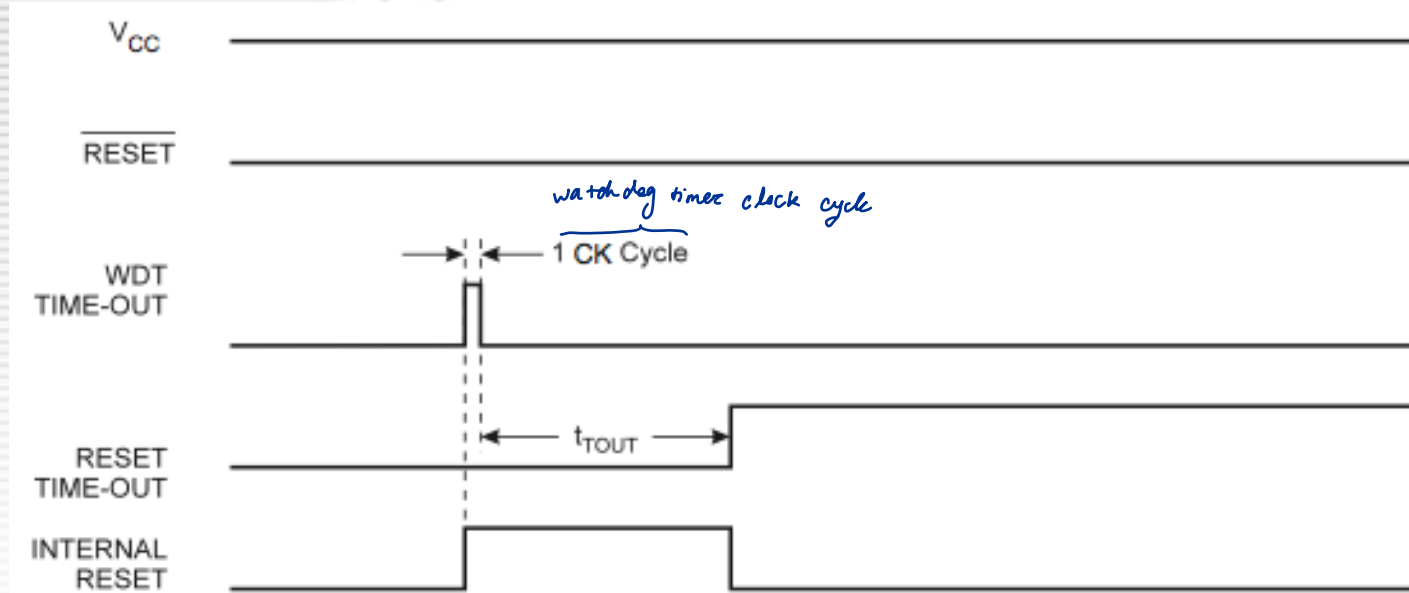 VCC
RESET
watchdog timer clock cycle
1 CK Cycle
WDT
TIME-OUT
tTOUT
RESET
TIME-OUT
INTERNAL
RESET